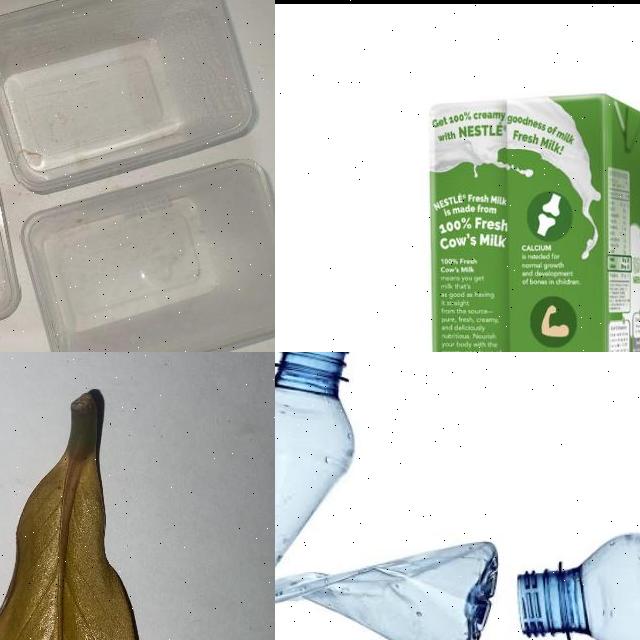 Get 100% creamy goodness of milk
with NESTLÉ Fresh Milk!
NESTLÉ® Fresh Milk
is made from
100% Fresh
Cow's Milk
100% Fresh
Cow's Milk
means you get
milk that's
as good as having
it straight
from the source—
pure, fresh, creamy,
and deliciously
nutritious. Nourish
your body with the
CALCIUM
is needed for
normal growth
and development
of bones in children.